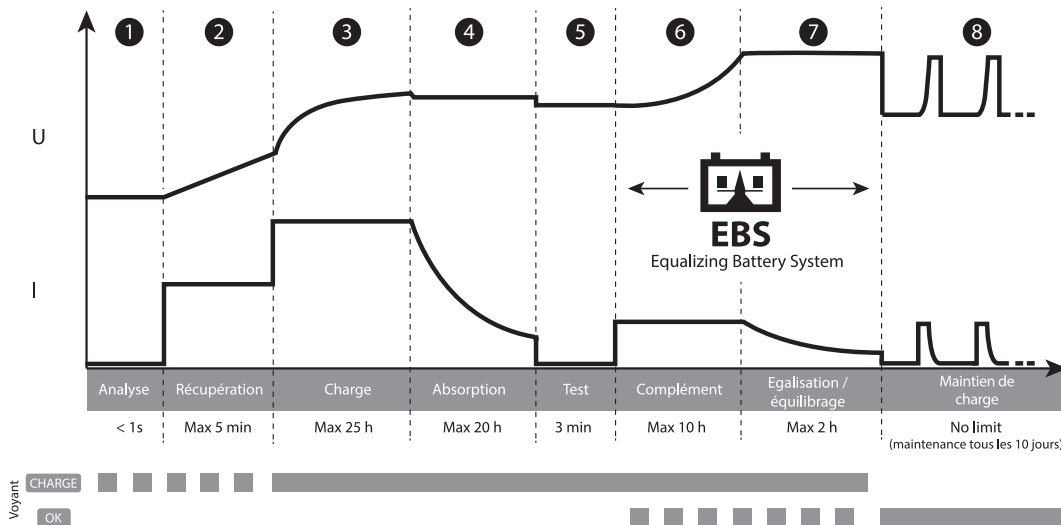 1 2 3 4 5 6 7 8
U
EBS
Equalizing Battery System
I
Analyse Récupération Charge Absorption Test Complément Egalisation / équilibrage Maintien de charge
< 1s Max 5 min Max 25 h Max 20 h 3 min Max 10 h Max 2 h No limit
(maintenance tous les 10 jours)
Voyant
CHARGE
OK